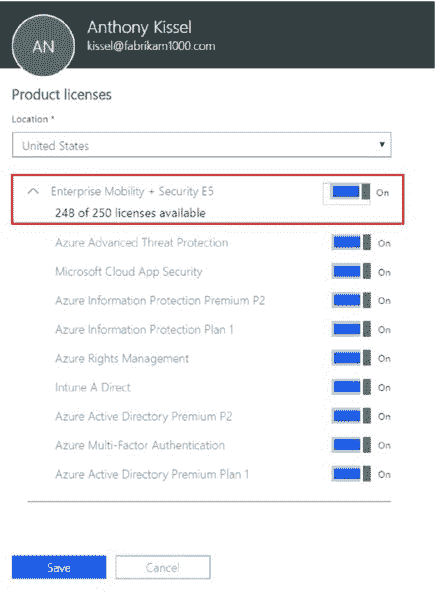 Anthony Kissel
AN
kissel@fabrikam1000.com
Product licenses
Location *
United States
Enterprise Mobility + Security E5 On
248 of 250 licenses available
Azure Advanced Threat Protection On
Microsoft Cloud App Security On
Azure Information Protection Premium P2 On
Azure Information Protection Plan 1 On
Azure Rights Management On
Intune A Direct On
Azure Active Directory Premium P2 On
Azure Multi-Factor Authentication On
Azure Active Directory Premium Plan 1 On
Save Cancel